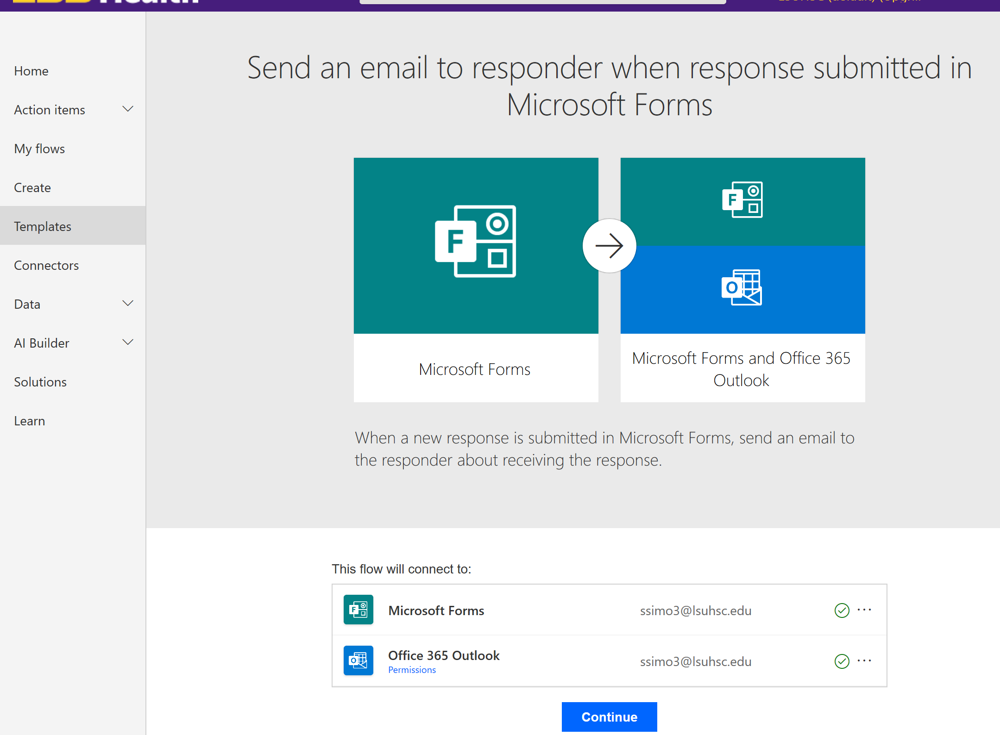 Home
Action items
My flows
Create
Templates
Connectors
Data
AI Builder
Solutions
Learn
Send an email to responder when response submitted in
Microsoft Forms
F
F
O
Microsoft Forms
Microsoft Forms and Office 365
Outlook
When a new response is submitted in Microsoft Forms, send an email to
the responder about receiving the response.
This flow will connect to:
F
Microsoft Forms
ssimo3@lsuhsc.edu
O
Office 365 Outlook
Permissions
ssimo3@lsuhsc.edu
Continue